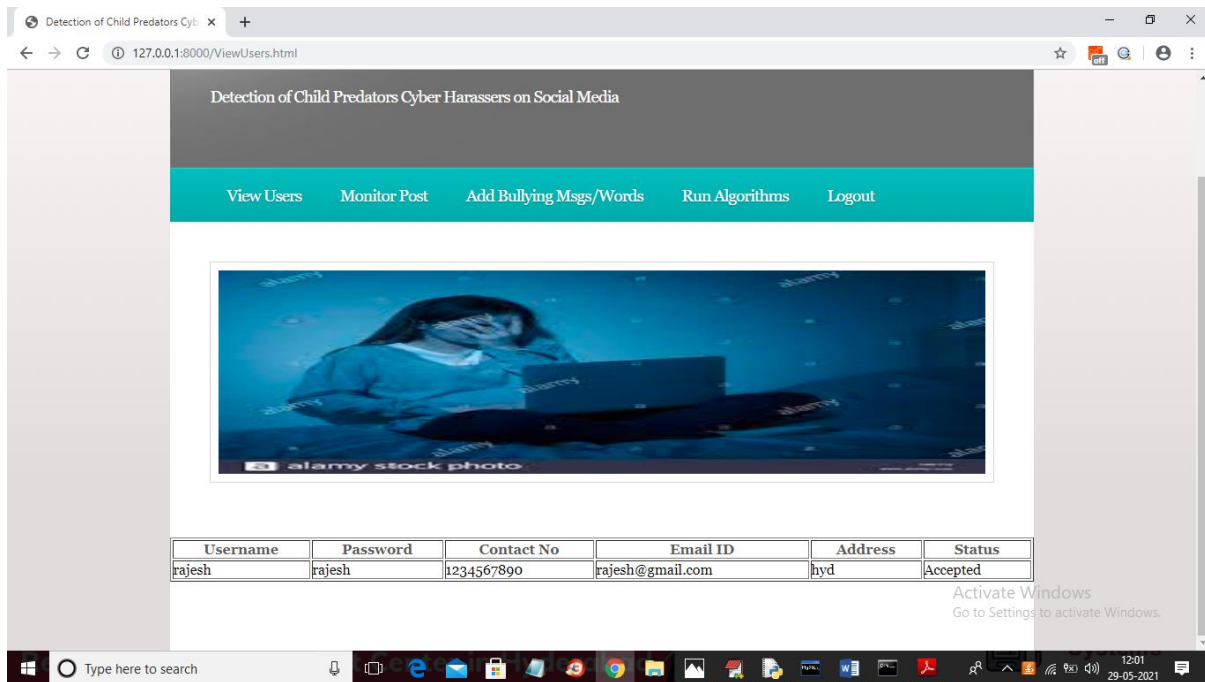 Detection of Child Predators Cyb
127.0.0.1:8000/ViewUsers.html
off
Detection of Child Predators Cyber Harassers on Social Media
View Users Monitor Post Add Bullying Msgs/Words Run Algorithms Logout
alamy alamy
alamy
alamy alamy
alamy
a alamy stock photo
Username Password Contact No Email ID Address Status
rajesh rajesh 1234567890 rajesh@gmail.com hyd Accepted
Activate Windows
Go to Settings to activate Windows.
Type here to search
12:01
29-05-2021